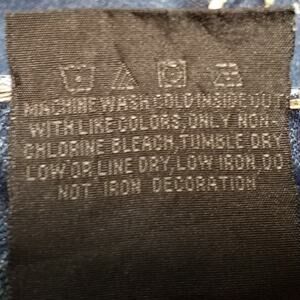 MACHINE WASH COLD INSIDE OUT
WITH LIKE COLORS, ONLY NON-
CHLORINE BLEACH, TUMBLE DRY
LOW OR LINE DRY, LOW IRON, DO
NOT IRON DECORATION